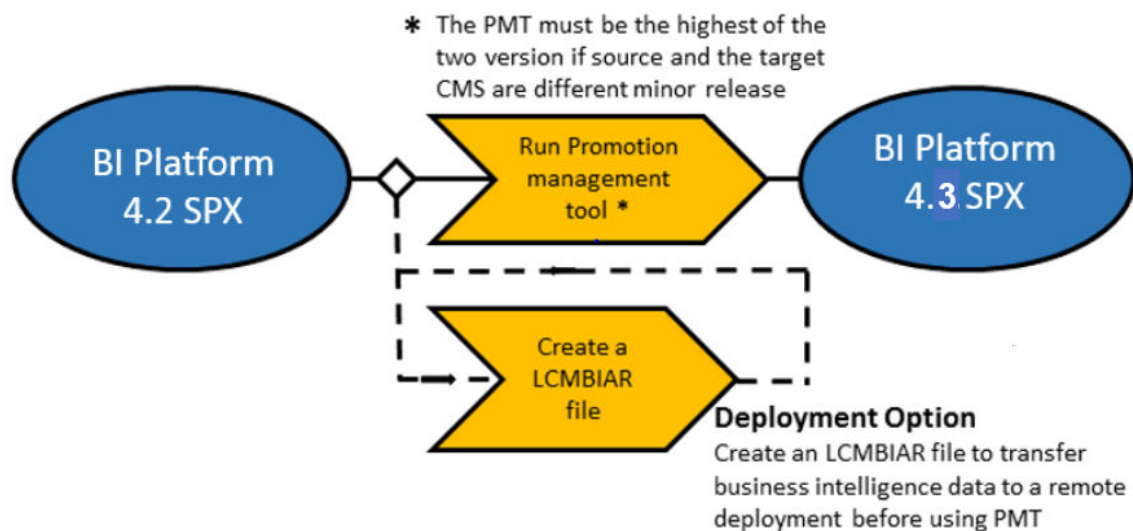 * The PMT must be the highest of the
two version if source and the target
CMS are different minor release
BI Platform
4.2 SPX
Run Promotion
management
tool *
BI Platform
4.3 SPX
Create a
LCMBIAR
file
Deployment Option
Create an LCMBIAR file to transfer
business intelligence data to a remote
deployment before using PMT